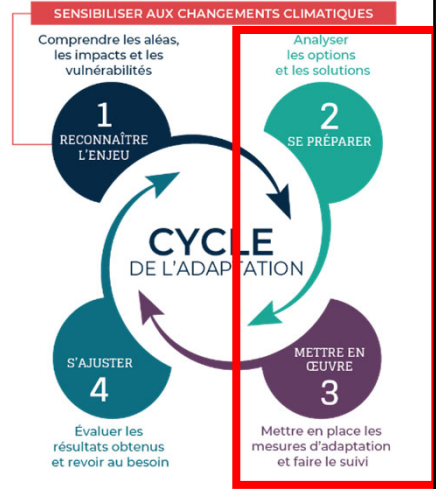 SENSIBILISER AUX CHANGEMENTS CLIMATIQUES
Comprendre les aléas,
les impacts et les
vulnérabilités
1
RECONNAÎTRE
L'ENJEU
Analyser
les options
et les solutions
2
SE PRÉPARER
CYCLE
DE L'ADAPTATION
S'AJUSTER
4
Évaluer les
résultats obtenus
et revoir au besoin
METTRE EN
ŒUVRE
3
Mettre en place les
mesures d'adaptation
et faire le suivi